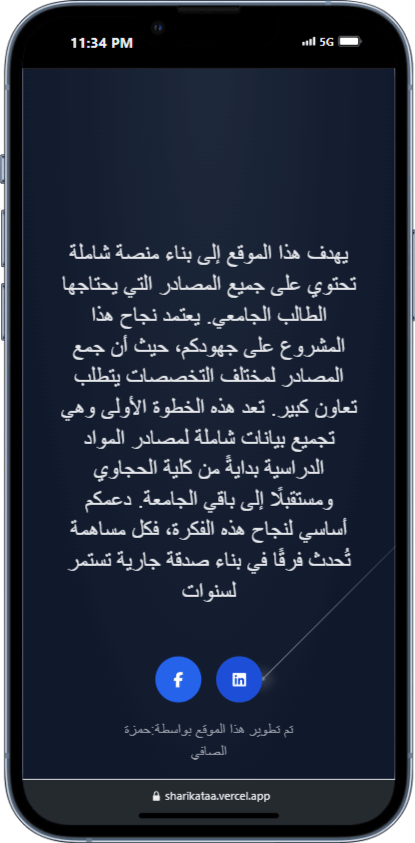 11:34 PM
5G
يهدف هذا الموقع إلى بناء منصة شاملة
تحتوي على جميع المصادر التي يحتاجها
الطالب الجامعي. يعتمد نجاح هذا
المشروع على جهودكم، حيث أن جمع
المصادر لمختلف التخصصات يتطلب
تعاون كبير. تعد هذه الخطوة الأولى وهي
تجميع بيانات شاملة لمصادر المواد
الدراسية بدايةً من كلية الحجاوي
ومستقبلًا إلى باقي الجامعة. دعمكم
أساسي لنجاح هذه الفكرة، فكل مساهمة
تُحدث فرقًا في بناء صدقة جارية تستمر
لسنوات
f
in
تم تطوير هذا الموقع بواسطة:حمزة
الصافي
sharikataa.vercel.app